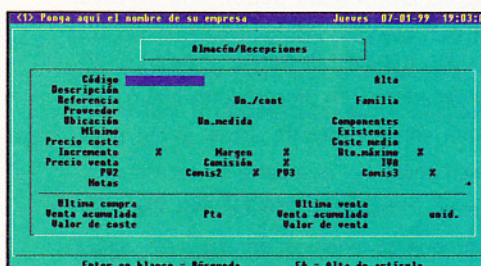 <1> Ponga aquí el nombre de su empresa Jueves 07-01-99 19:03:
Almacén/Recepciones
Código Alta
Descripción
Referencia Un./cont Familia
Proveedor
Ubicación Un.medida Componentes
Mínimo Existencia
Precio coste Coste medio
Incremento % Margen % Dto.máximo %
Precio venta Comisión % IVA
PV2 Comis2 % PV3 Comis3 %
Notas
Ultima compra Ultima venta
Venta acumulada Pta Venta acumulada unid.
Valor de coste Valor de venta
Enter en blanco = Búsqueda = Alta de artículo